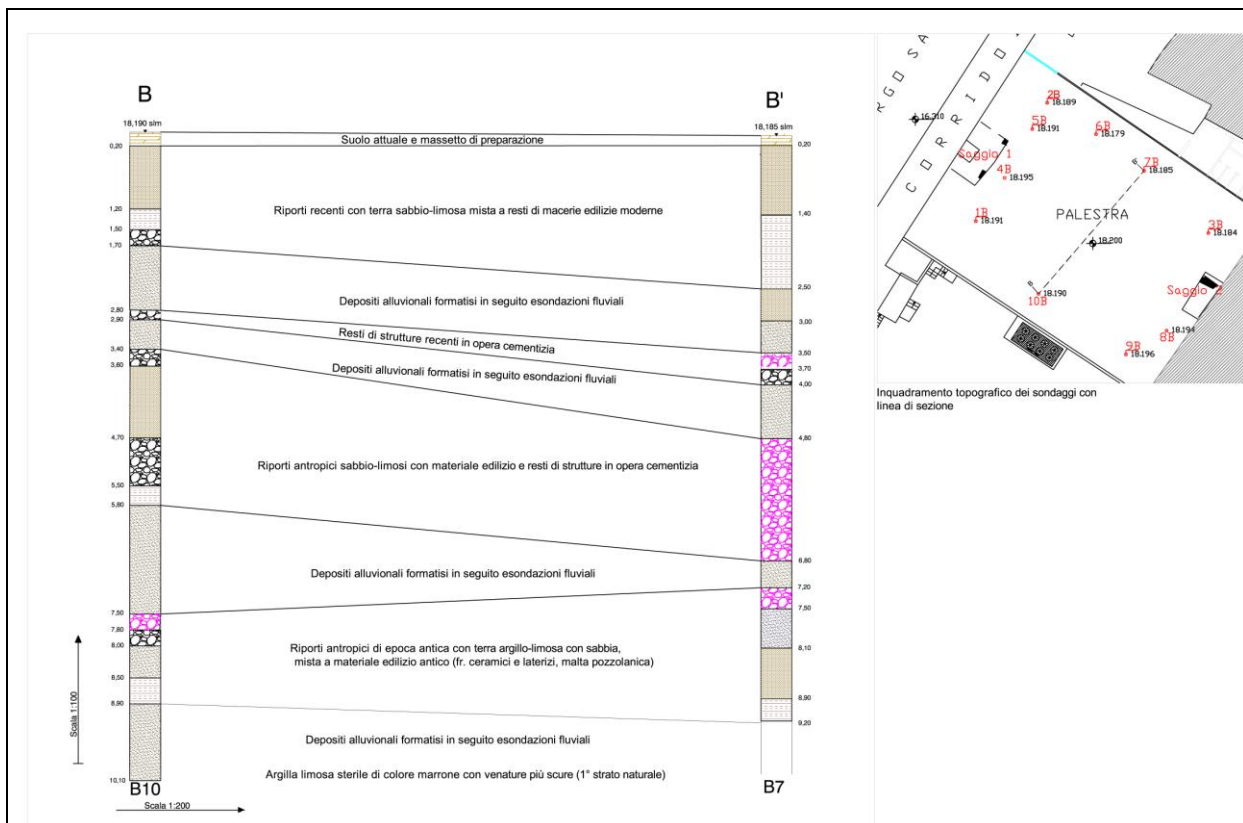 B
B'
18,190 slm
18,185 slm
Suolo attuale e massetto di preparazione
0,20
0,20
1,20
Riporti recenti con terra sabbio-limosa mista a resti di macerie edilizie moderne
1,40
1,50
1,70
2,50
Depositi alluvionali formatisi in seguito esondazioni fluviali
2,80
2,90
3,00
Resti di strutture recenti in opera cementizia
3,40
3,50
3,60
3,70
Depositi alluvionali formatisi in seguito esondazioni fluviali
4,00
4,70
4,80
Riporti antropici sabbio-limosi con materiale edilizio e resti di strutture in opera cementizia
5,50
5,80
6,80
Depositi alluvionali formatisi in seguito esondazioni fluviali
7,20
7,50
7,50
7,80
8,00
Riporti antropici di epoca antica con terra argillo-limosa con sabbia,
mista a materiale edilizio antico (fr. ceramici e laterizi, malta pozzolanica)
8,10
8,50
8,90
8,90
9,20
Depositi alluvionali formatisi in seguito esondazioni fluviali
Argilla limosa sterile di colore marrone con venature più scure (1° strato naturale)
10,10
B10
B7
Scala 1:100
Scala 1:200
RGO SA
CORRIDO
16.210
2B
18.189
5B
18.191
6B
18.179
Saggio 1
4B
18.195
7B
18.185
1B
18.191
PALESTRA
18.200
3B
18.184
Saggio 2
18.190
10B
18.194
8B
9B
18.196
Inquadramento topografico dei sondaggi con
linea di sezione